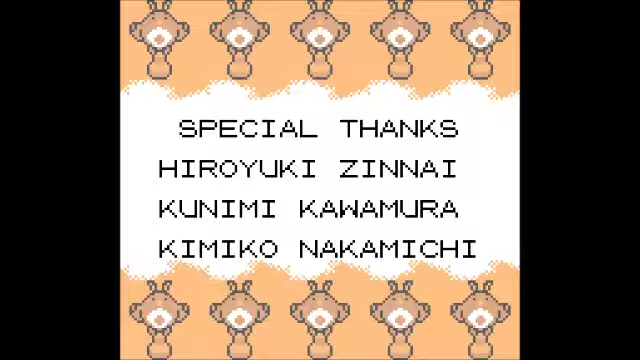 SPECIAL THANKS
HIROYUKI ZINNAI
KUNIMI KAWAMURA
KIMIKO NAKAMICHI